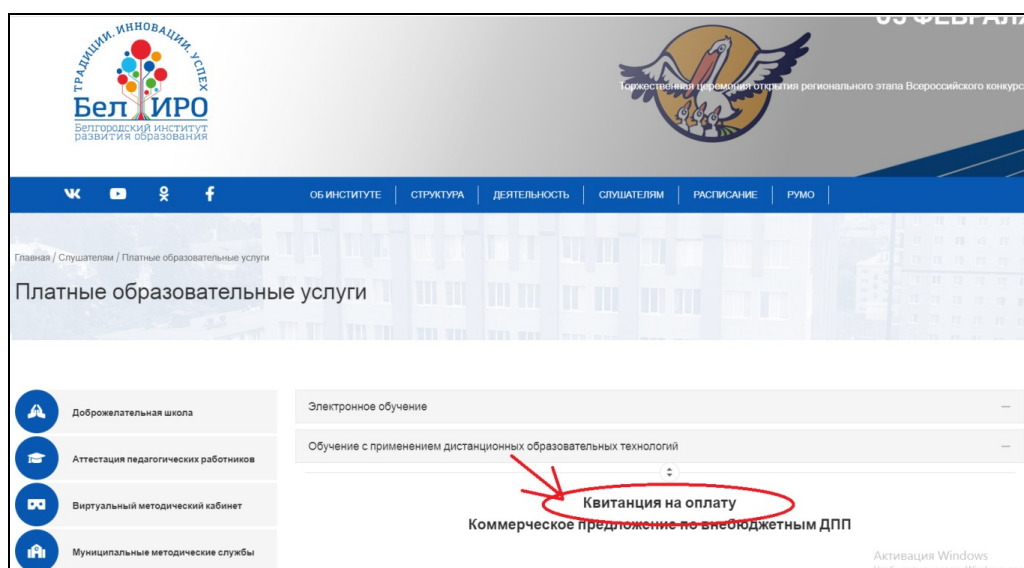 05 ФЕВРАЛЯ
ТРАДИЦИИ, ИННОВАЦИИ, УСПЕХ
Торжественная церемония открытия регионального этапа Всероссийского конкурс
Бел ИРО
Белгородский институт
развития образования
ОБ ИНСТИТУТЕ
СТРУКТУРА
ДЕЯТЕЛЬНОСТЬ
СЛУШАТЕЛЯМ
РАСПИСАНИЕ
РУМО
Главная / Слушателям / Платные образовательные услуги
Платные образовательные услуги
Доброжелательная школа
Аттестация педагогических работников
Виртуальный методический кабинет
Муниципальные методические службы
Электронное обучение
Обучение с применением дистанционных образовательных технологий
Квитанция на оплату
Коммерческое предложение по внебюджетным ДПП
Активация Windows